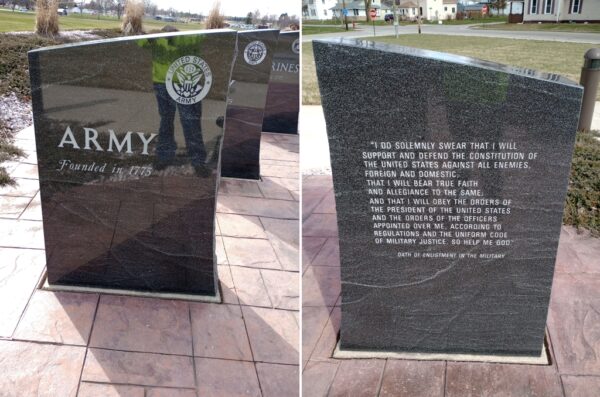 UNITED STATES
ARMY
ARMY
Founded in 1775
RINES
"I DO SOLEMNLY SWEAR THAT I WILL
SUPPORT AND DEFEND THE CONSTITUTION OF
THE UNITED STATES AGAINST ALL ENEMIES,
FOREIGN AND DOMESTIC.
THAT I WILL BEAR TRUE FAITH
AND ALLEGIANCE TO THE SAME.
AND THAT I WILL OBEY THE ORDERS OF
THE PRESIDENT OF THE UNITED STATES
AND THE ORDERS OF THE OFFICERS
APPOINTED OVER ME, ACCORDING TO
REGULATIONS AND THE UNIFORM CODE
OF MILITARY JUSTICE. SO HELP ME GOD"
OATH OF ENLISTMENT IN THE MILITARY